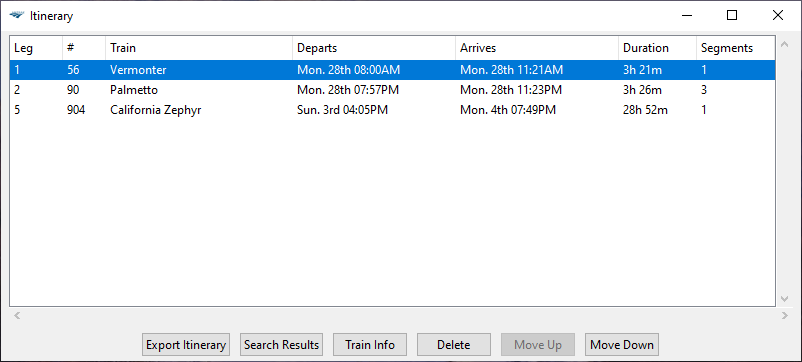 Itinerary
Leg # Train Departs Arrives Duration Segments
1 56 Vermonter Mon. 28th 08:00AM Mon. 28th 11:21AM 3h 21m 1
2 90 Palmetto Mon. 28th 07:57PM Mon. 28th 11:23PM 3h 26m 3
5 904 California Zephyr Sun. 3rd 04:05PM Mon. 4th 07:49PM 28h 52m 1
Export Itinerary Search Results Train Info Delete Move Up Move Down